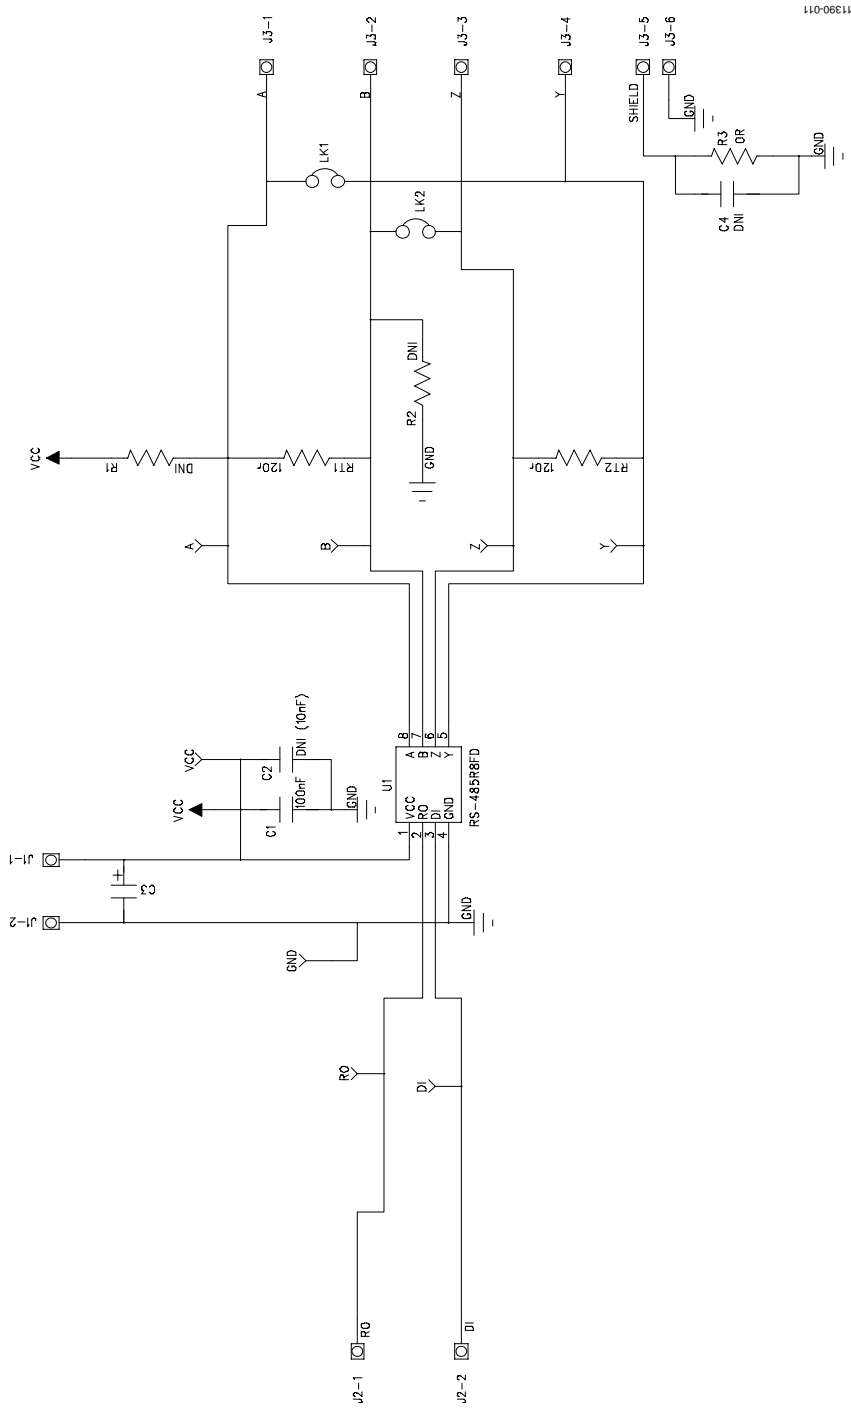 11390-011
J3-1
J3-2
J3-3
J3-4
J3-5
J3-6
A
B
Z
Y
SHIELD
GND
R3
0R
GND
LK1
LK2
C4
DNI
VCC
R1
DNI
120r
RT1
DNI
R2
GND
120r
RT2
A
B
Z
Y
VCC
VCC
C2
DNI (10nF)
C1
100nF
GND
U1
8
7
6
5
A
B
Z
Y
VCC
RO
DI
GND
1
2
3
4
RS-485R8FD
J1-1
+
C3
J1-2
GND
GND
RO
DI
RO
DI
J2-1
J2-2